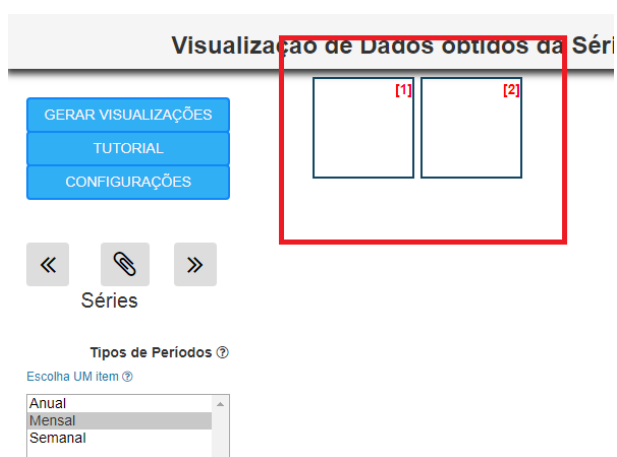 Visualização de Dados obtidos da Séri
[1] [2]
GERAR VISUALIZAÇÕES
TUTORIAL
CONFIGURAÇÕES
Séries
Tipos de Períodos
Escolha UM item
Anual
Mensal
Semanal